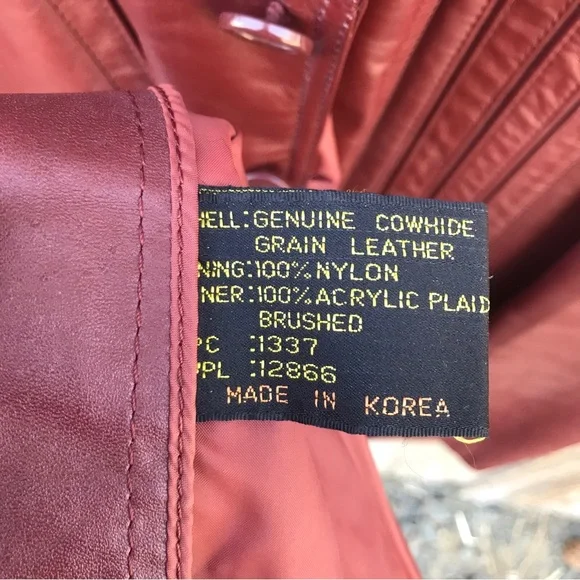 HELL:GENUINE COWHIDE
GRAIN LEATHER
NING:100% NYLON
NER:100% ACRYLIC PLAID
BRUSHED
PC :1337
WPL :12866
MADE IN KOREA